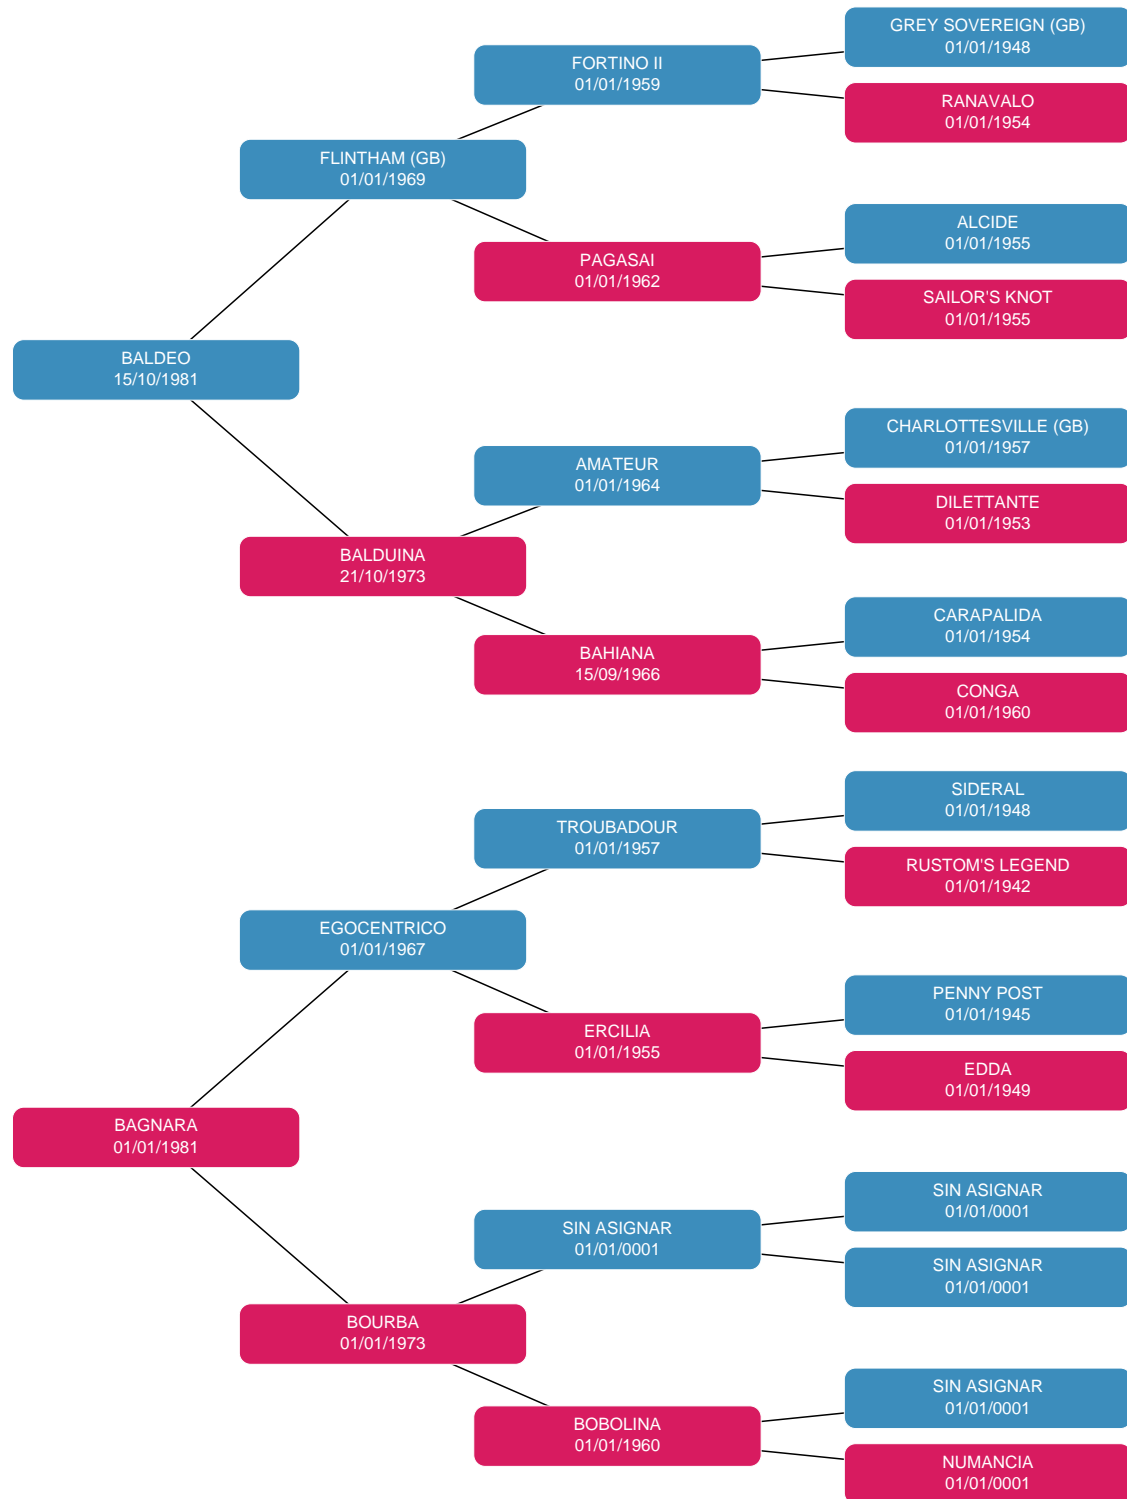 GREY SOVEREIGN (GB)
01/01/1948
FORTINO II
01/01/1959
RANAVALO
01/01/1954
FLINTHAM (GB)
01/01/1969
ALCIDE
01/01/1955
PAGASAI
01/01/1962
SAILOR'S KNOT
01/01/1955
BALDEO
15/10/1981
CHARLOTTESVILLE (GB)
01/01/1957
AMATEUR
01/01/1964
DILETTANTE
01/01/1953
BALDUINA
21/10/1973
CARAPALIDA
01/01/1954
BAHIANA
15/09/1966
CONGA
01/01/1960
SIDERAL
01/01/1948
TROUBADOUR
01/01/1957
RUSTOM'S LEGEND
01/01/1942
EGOCENTRICO
01/01/1967
PENNY POST
01/01/1945
ERCILIA
01/01/1955
EDDA
01/01/1949
BAGNARA
01/01/1981
SIN ASIGNAR
01/01/0001
SIN ASIGNAR
01/01/0001
SIN ASIGNAR
01/01/0001
BOURBA
01/01/1973
SIN ASIGNAR
01/01/0001
BOBOLINA
01/01/1960
NUMANCIA
01/01/0001